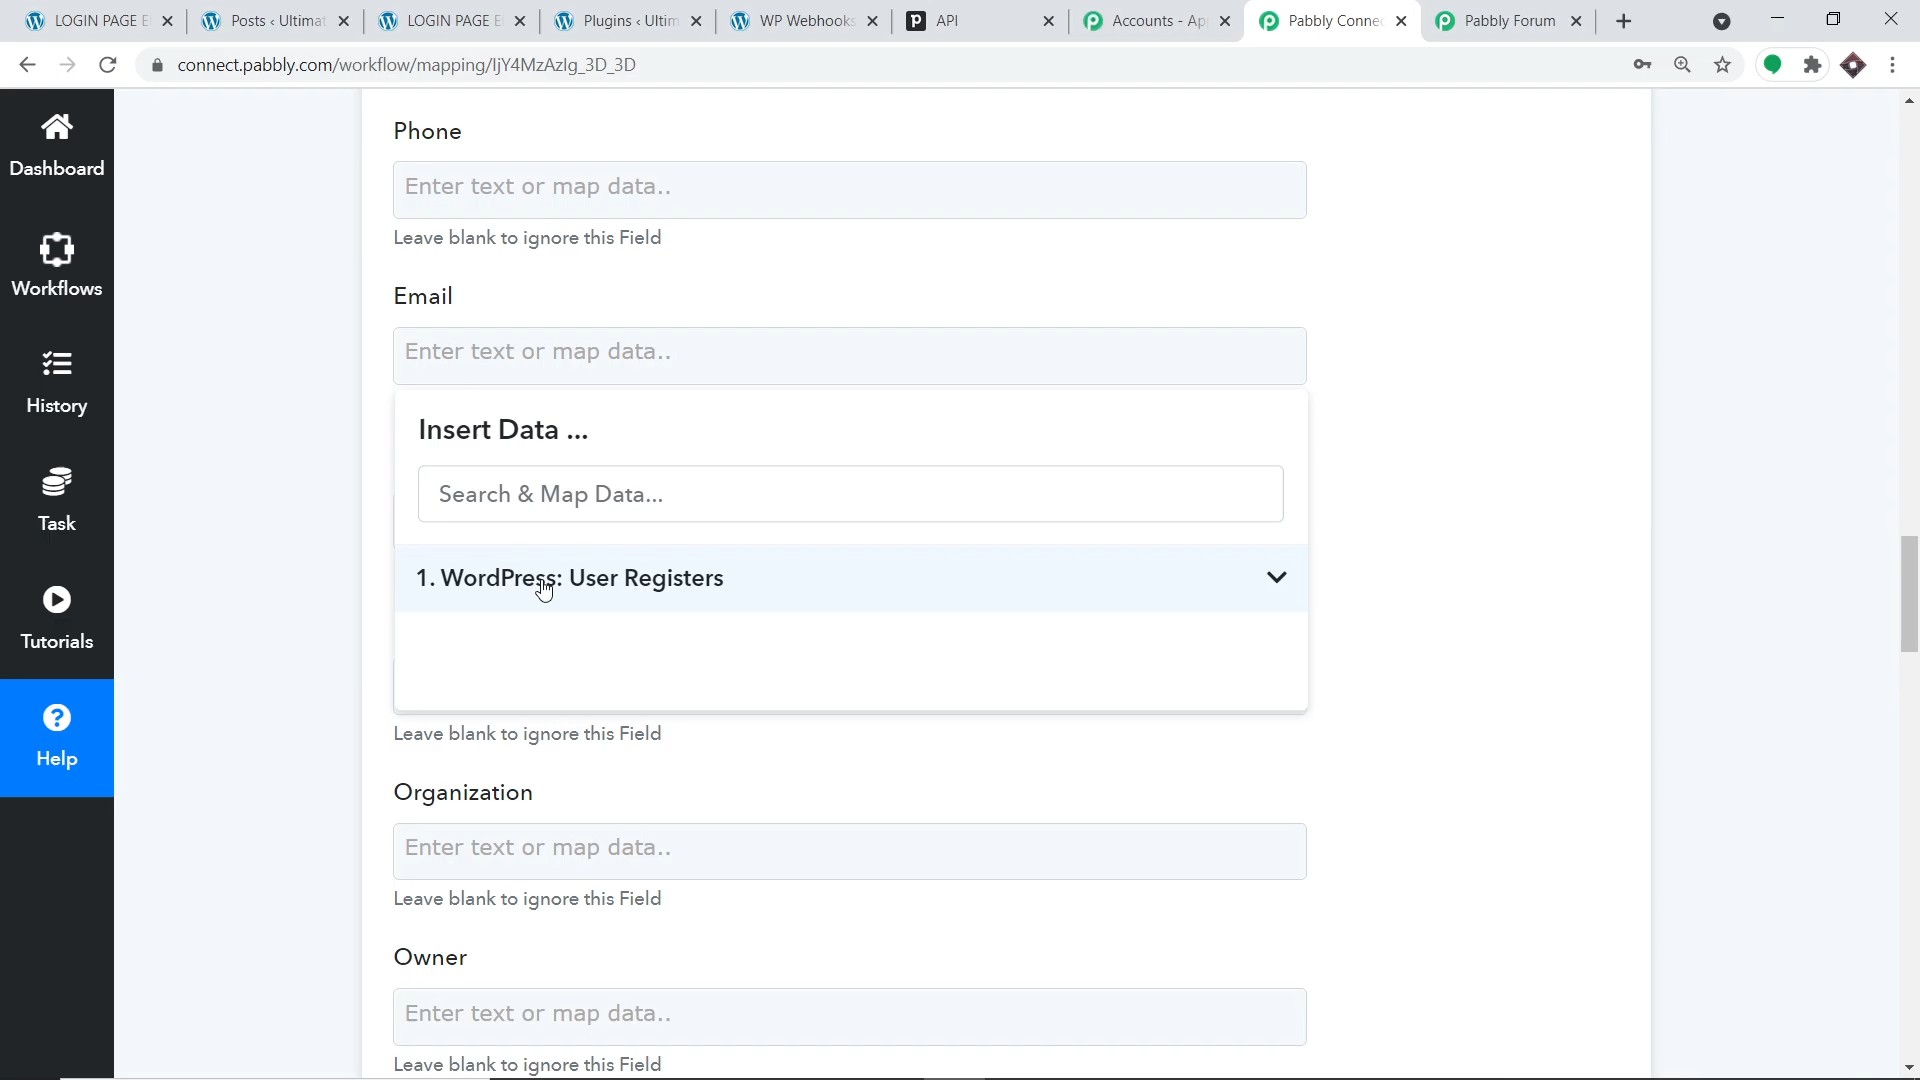 LOGIN PAGE E
Posts ‹ Ultimat
LOGIN PAGE E
Plugins ‹ Ultim
WP Webhooks
API
Accounts - Ap
Pabbly Connec
Pabbly Forum
connect.pabbly.com/workflow/mapping/IjY4MzAzIg_3D_3D
Dashboard
Workflows
History
Task
Tutorials
Help
Phone
Enter text or map data..
Leave blank to ignore this Field
Email
Enter text or map data..
Insert Data ...
Search & Map Data...
1. WordPress: User Registers
Leave blank to ignore this Field
Organization
Enter text or map data..
Leave blank to ignore this Field
Owner
Enter text or map data..
Leave blank to ignore this Field